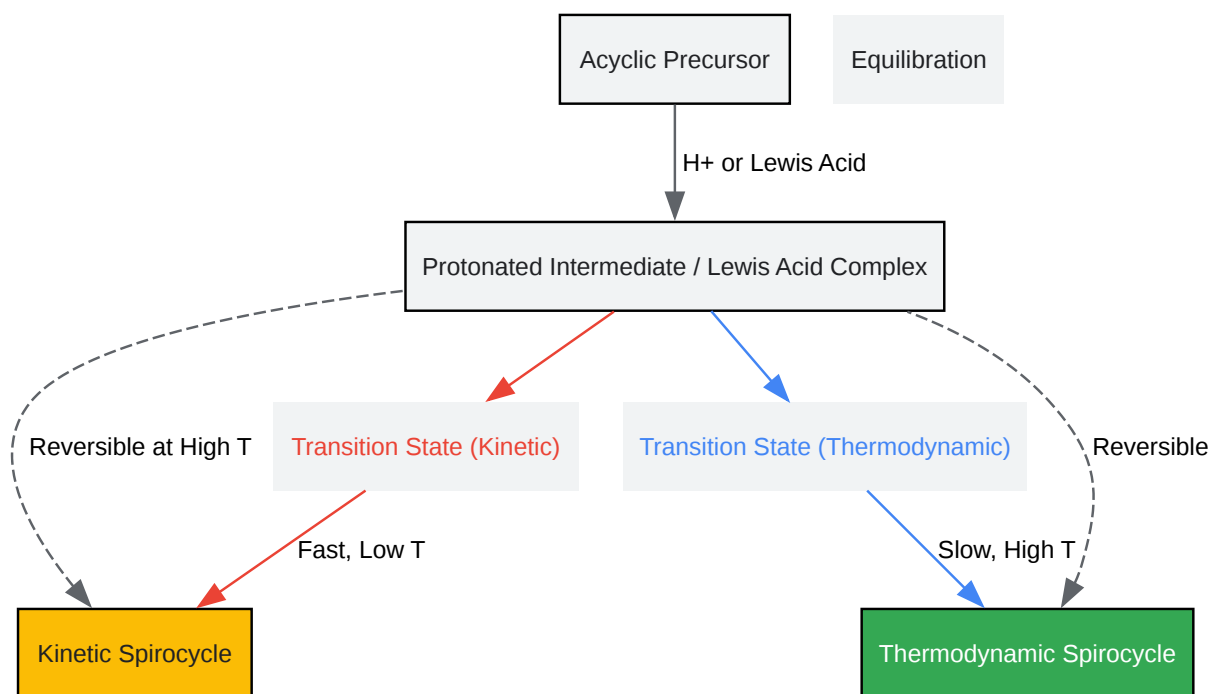 Acyclic Precursor
Equilibration
H+ or Lewis Acid
Protonated Intermediate / Lewis Acid Complex
Reversible at High T
Transition State (Kinetic)
Transition State (Thermodynamic)
Reversible
Fast, Low T
Slow, High T
Kinetic Spirocycle
Thermodynamic Spirocycle